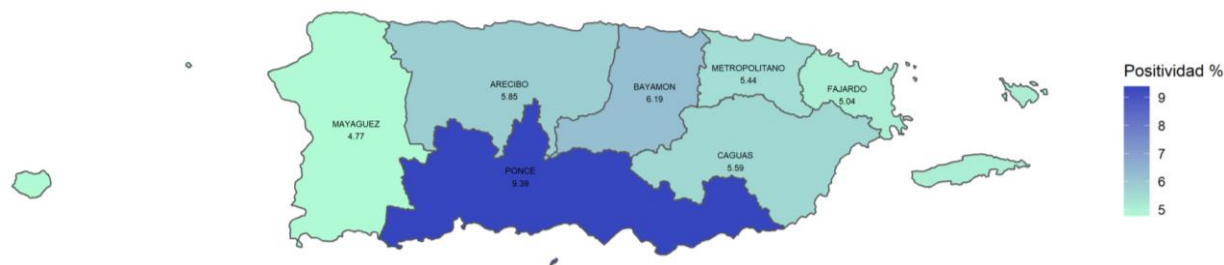 METROPOLITANO
5.44
ARECIBO
5.85
BAYAMON
6.19
FAJARDO
5.04
MAYAGUEZ
4.77
CAGUAS
5.59
PONCE
9.39
Positividad %
9
8
7
6
5